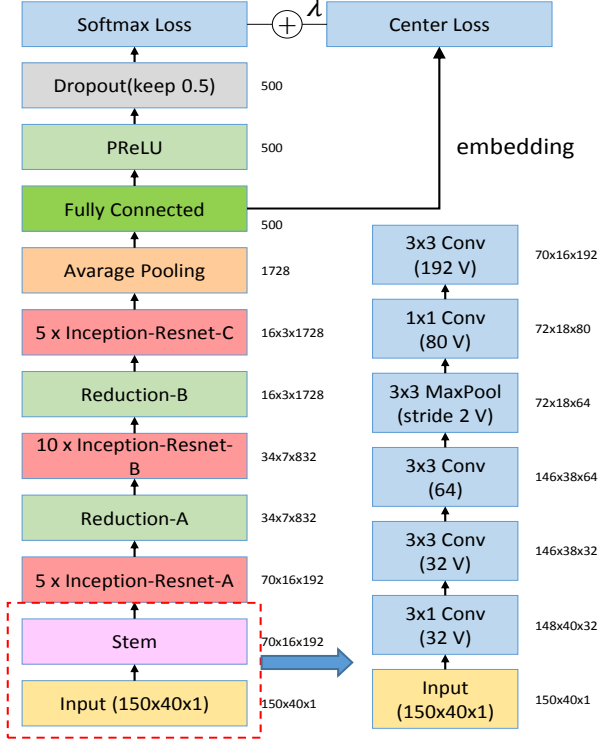 Softmax Loss
+
λ
Center Loss
Dropout(keep 0.5)
500
PReLU
500
embedding
Fully Connected
500
Avarage Pooling
1728
5 x Inception-Resnet-C
16x3x1728
Reduction-B
16x3x1728
10 x Inception-Resnet-
B
34x7x832
Reduction-A
34x7x832
5 x Inception-Resnet-A
70x16x192
Stem
70x16x192
Input (150x40x1)
150x40x1
3x3 Conv
(192 V)
70x16x192
1x1 Conv
(80 V)
72x18x80
3x3 MaxPool
(stride 2 V)
72x18x64
3x3 Conv
(64)
146x38x64
3x3 Conv
(32 V)
146x38x32
3x1 Conv
(32 V)
148x40x32
Input
(150x40x1)
150x40x1